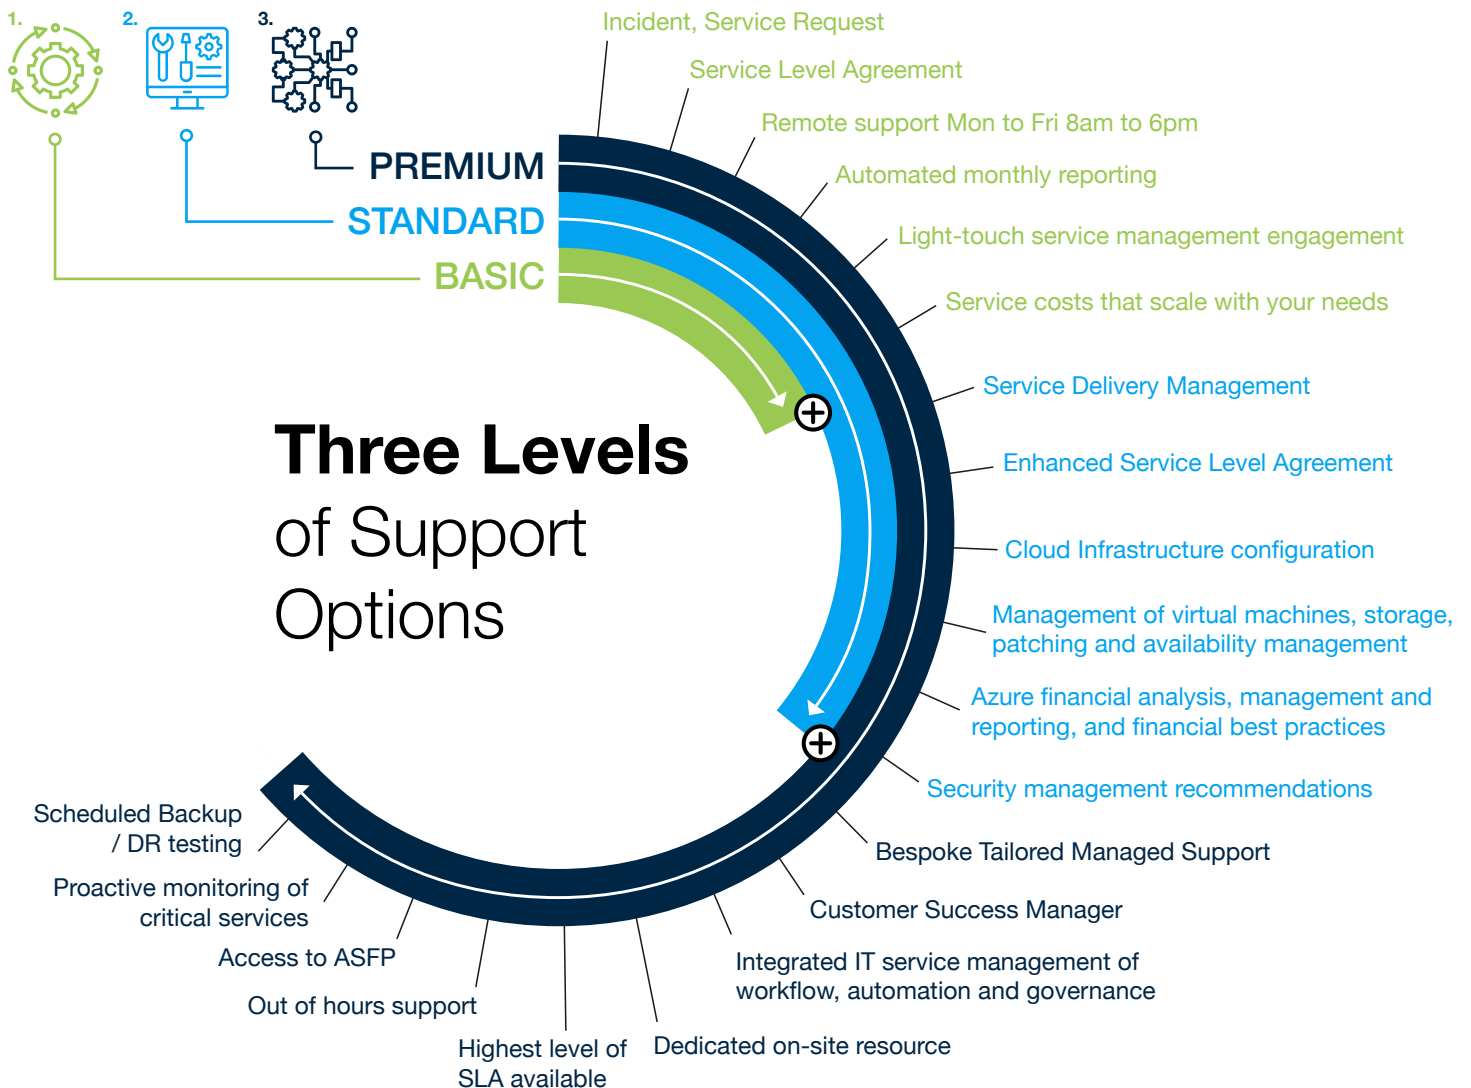 1.
2.
3.
PREMIUM
STANDARD
BASIC
Three Levels
of Support
Options
Incident, Service Request
Service Level Agreement
Remote support Mon to Fri 8am to 6pm
Automated monthly reporting
Light-touch service management engagement
Service costs that scale with your needs
Service Delivery Management
Enhanced Service Level Agreement
Cloud Infrastructure configuration
Management of virtual machines, storage,
patching and availability management
Azure financial analysis, management and
reporting, and financial best practices
Security management recommendations
Bespoke Tailored Managed Support
Customer Success Manager
Integrated IT service management of
workflow, automation and governance
Dedicated on-site resource
Highest level of
SLA available
Out of hours support
Access to ASFP
Proactive monitoring of
critical services
Scheduled Backup
/ DR testing